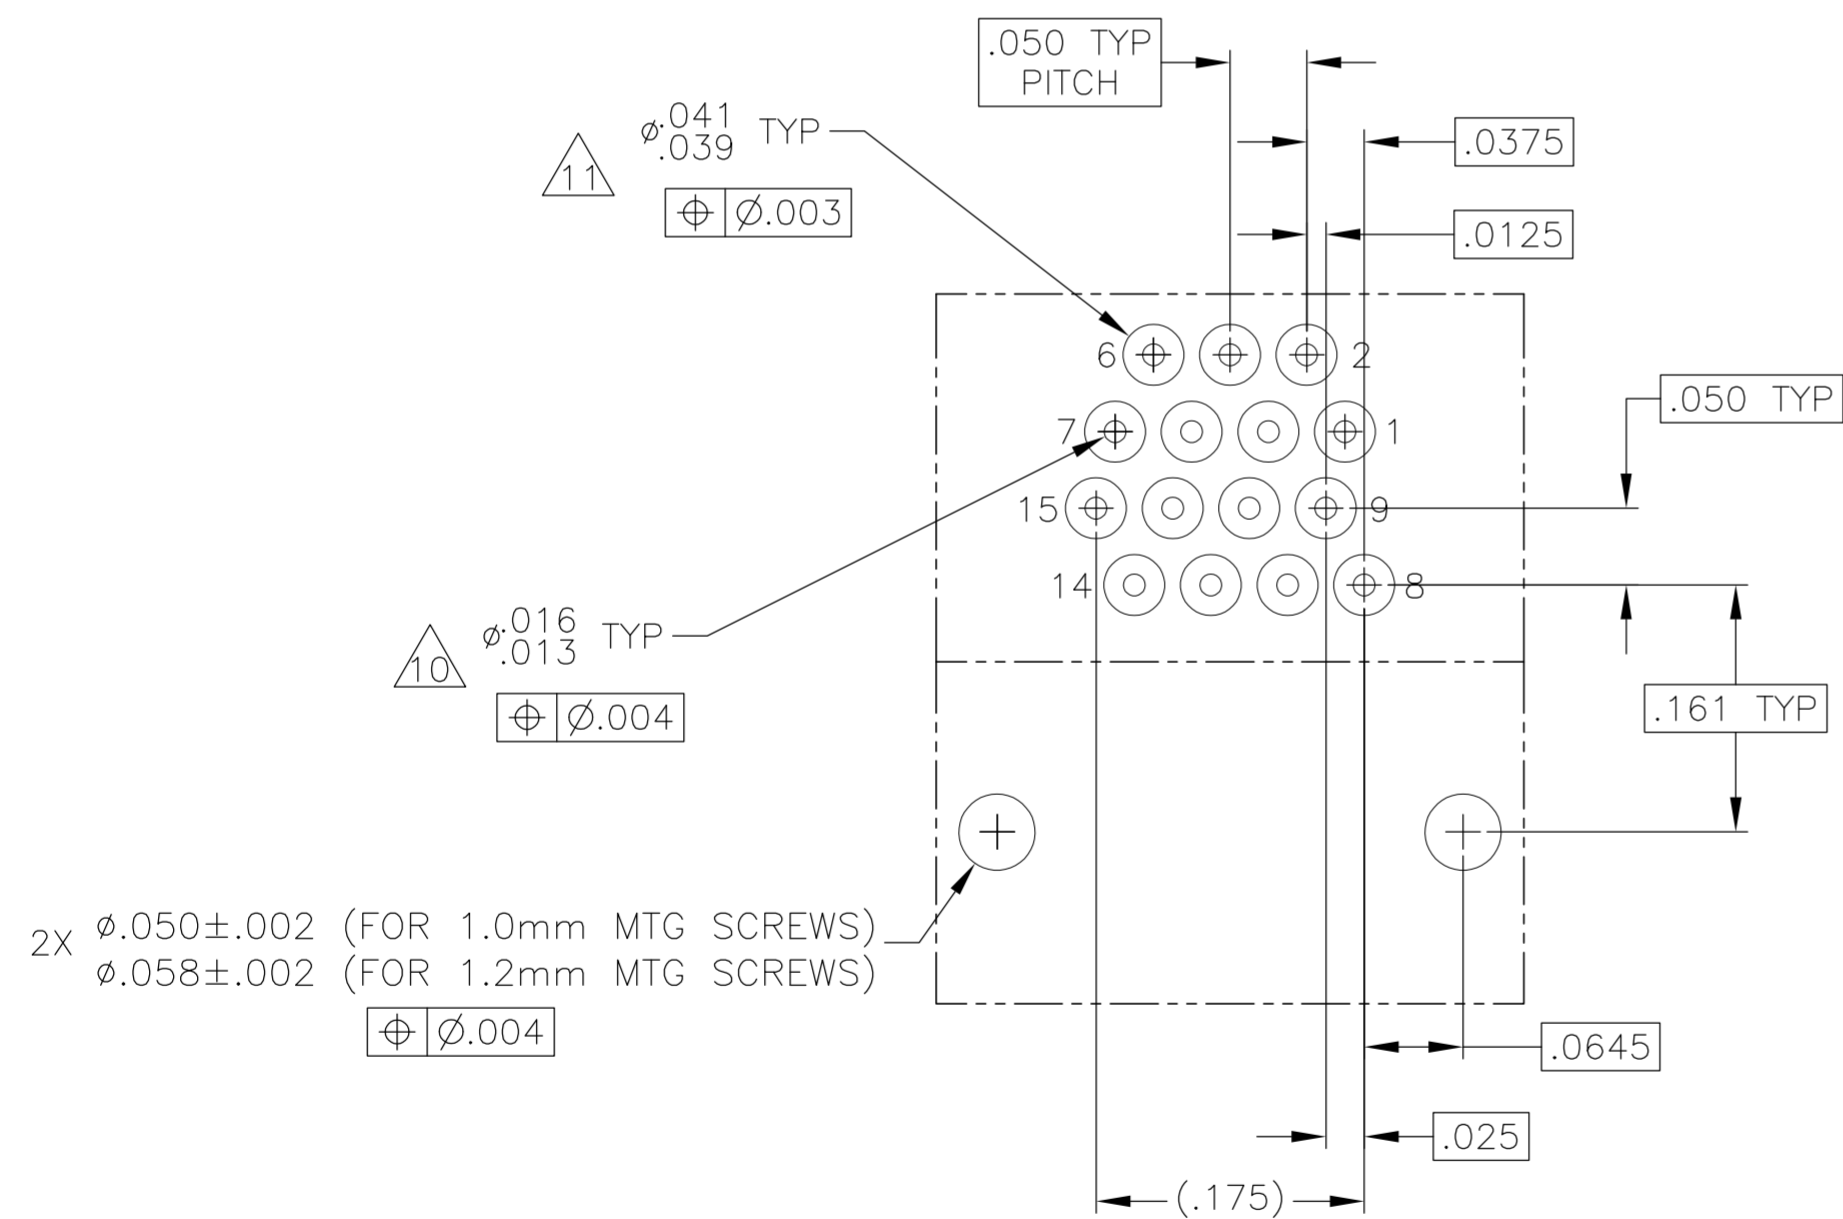 .050 TYP
PITCH
.0375
.0125
⌀.041
.039 TYP
11
⌖ ⌀.003
6
2
7
1
.050 TYP
15
9
14
8
⌀.016
.013 TYP
10
⌖ ⌀.004
.161 TYP
2X ⌀.050±.002 (FOR 1.0mm MTG SCREWS)
⌀.058±.002 (FOR 1.2mm MTG SCREWS)
⌖ ⌀.004
.0645
.025
(.175)